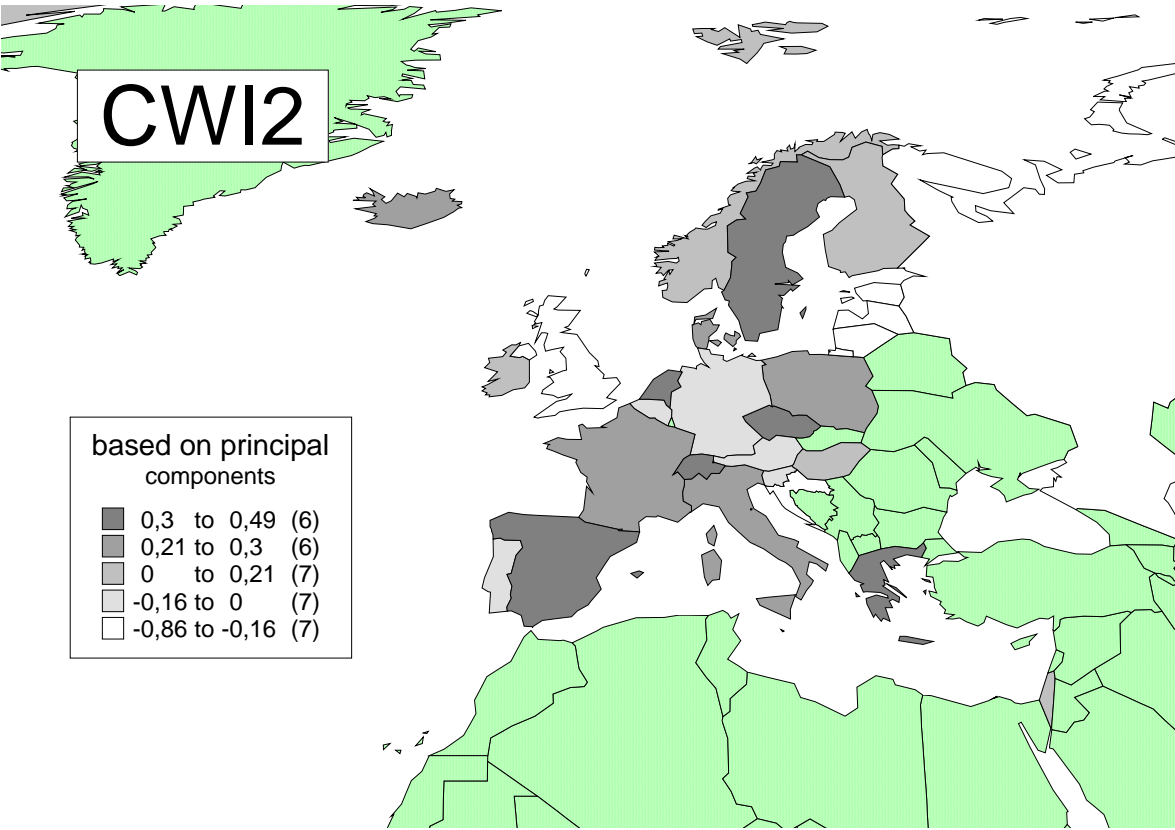 CWI2
based on principal
components
0,3 to 0,49 (6)
0,21 to 0,3 (6)
0 to 0,21 (7)
-0,16 to 0 (7)
-0,86 to -0,16 (7)